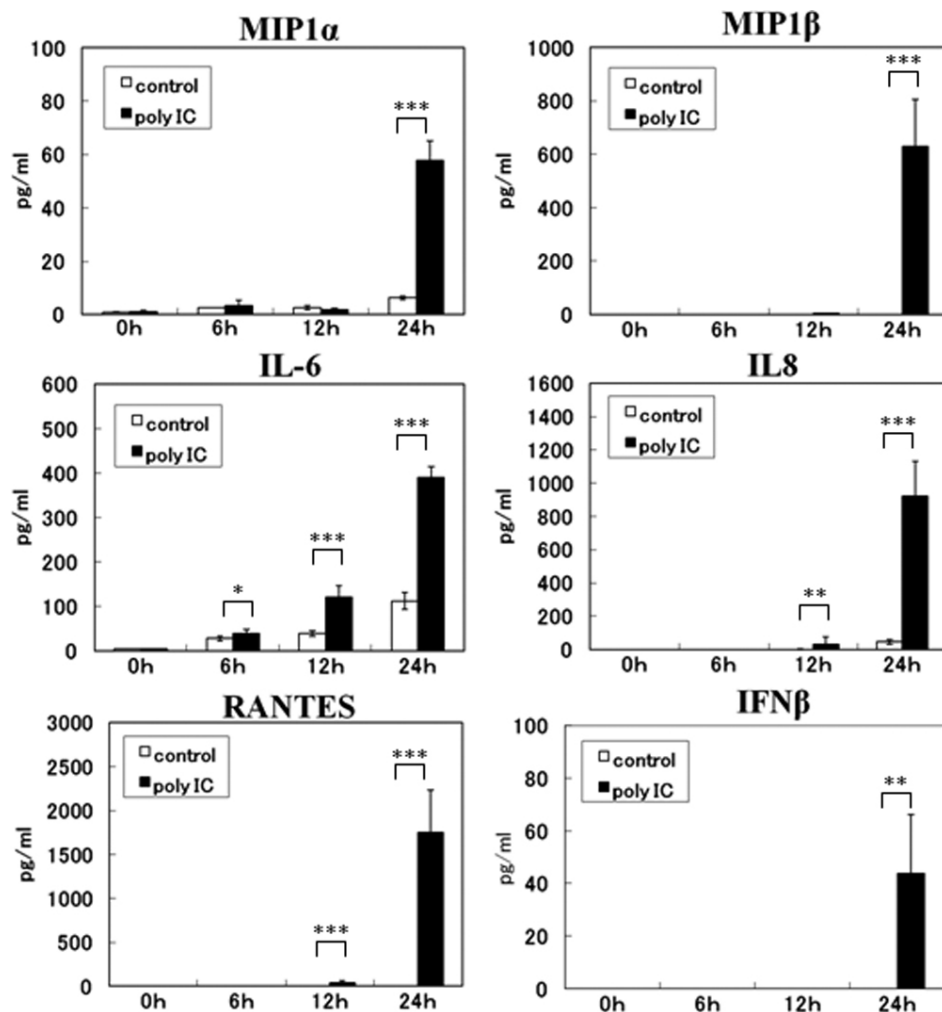 MIP1α
pg/ml
100
80
60
40
20
0
control
poly IC
***
0h 6h 12h 24h
MIP1β
pg/ml
1000
800
600
400
200
0
control
poly IC
***
0h 6h 12h 24h
IL-6
pg/ml
600
500
400
300
200
100
0
control
poly IC
*
***
***
0h 6h 12h 24h
IL8
pg/ml
1600
1400
1200
1000
800
600
400
200
0
control
poly IC
**
***
0h 6h 12h 24h
RANTES
pg/ml
3000
2500
2000
1500
1000
500
0
control
poly IC
***
***
0h 6h 12h 24h
IFNβ
pg/ml
100
80
60
40
20
0
control
poly IC
**
0h 6h 12h 24h